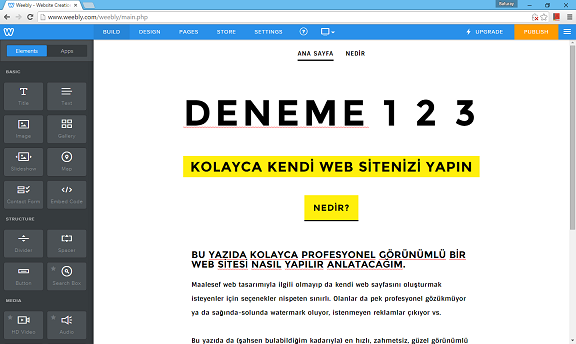 Weebly - Website Creation
www.weebly.com/weebly/main.php
BUILD DESIGN PAGES STORE SETTINGS ? UPGRADE PUBLISH
Elements Apps
BASIC
Title Text
Image Gallery
Slideshow Map
Contact Form Embed Code
STRUCTURE
Divider Spacer
Button Search Box
MEDIA
HD Video Audio
ANA SAYFA NEDİR
DENEME 1 2 3
KOLAYCA KENDİ WEB SİTENİZİ YAPIN
NEDİR?
BU YAZIDA KOLAYCA PROFESYONEL GÖRÜNÜMLÜ BİR
WEB SİTESİ NASIL YAPILIR ANLATACAĞIM.
Maalesef web tasarımıyla ilgili olmayıp da kendi web sayfasını oluşturmak
isteyenler için seçenekler nispeten sınırlı. Olanlar da pek profesyonel gözükmüyor
ya da sağında-solunda watermark oluyor, istenmeyen reklamlar çıkıyor vs.
Bu yazıda da (şahsen bulabildiğim kadarıyla) en hızlı, zahmetsiz, güzel görünümlü